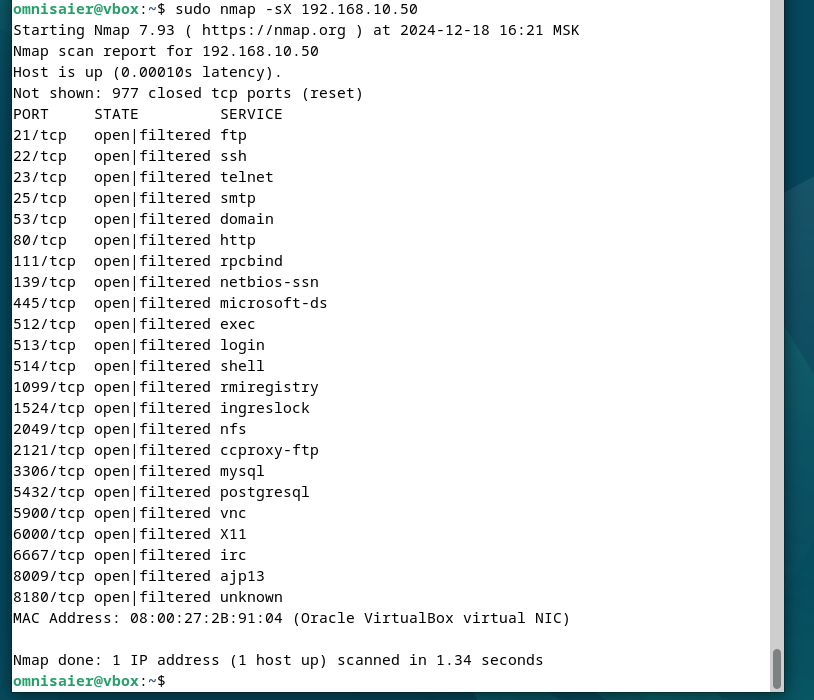 omnisaier@vbox:~$ sudo nmap -sX 192.168.10.50
Starting Nmap 7.93 ( https://nmap.org ) at 2024-12-18 16:21 MSK
Nmap scan report for 192.168.10.50
Host is up (0.00010s latency).
Not shown: 977 closed tcp ports (reset)
PORT     STATE         SERVICE
21/tcp   open|filtered ftp
22/tcp   open|filtered ssh
23/tcp   open|filtered telnet
25/tcp   open|filtered smtp
53/tcp   open|filtered domain
80/tcp   open|filtered http
111/tcp  open|filtered rpcbind
139/tcp  open|filtered netbios-ssn
445/tcp  open|filtered microsoft-ds
512/tcp  open|filtered exec
513/tcp  open|filtered login
514/tcp  open|filtered shell
1099/tcp open|filtered rmiregistry
1524/tcp open|filtered ingreslock
2049/tcp open|filtered nfs
2121/tcp open|filtered ccproxy-ftp
3306/tcp open|filtered mysql
5432/tcp open|filtered postgresql
5900/tcp open|filtered vnc
6000/tcp open|filtered X11
6667/tcp open|filtered irc
8009/tcp open|filtered ajp13
8180/tcp open|filtered unknown
MAC Address: 08:00:27:2B:91:04 (Oracle VirtualBox virtual NIC)
Nmap done: 1 IP address (1 host up) scanned in 1.34 seconds
omnisaier@vbox:~$